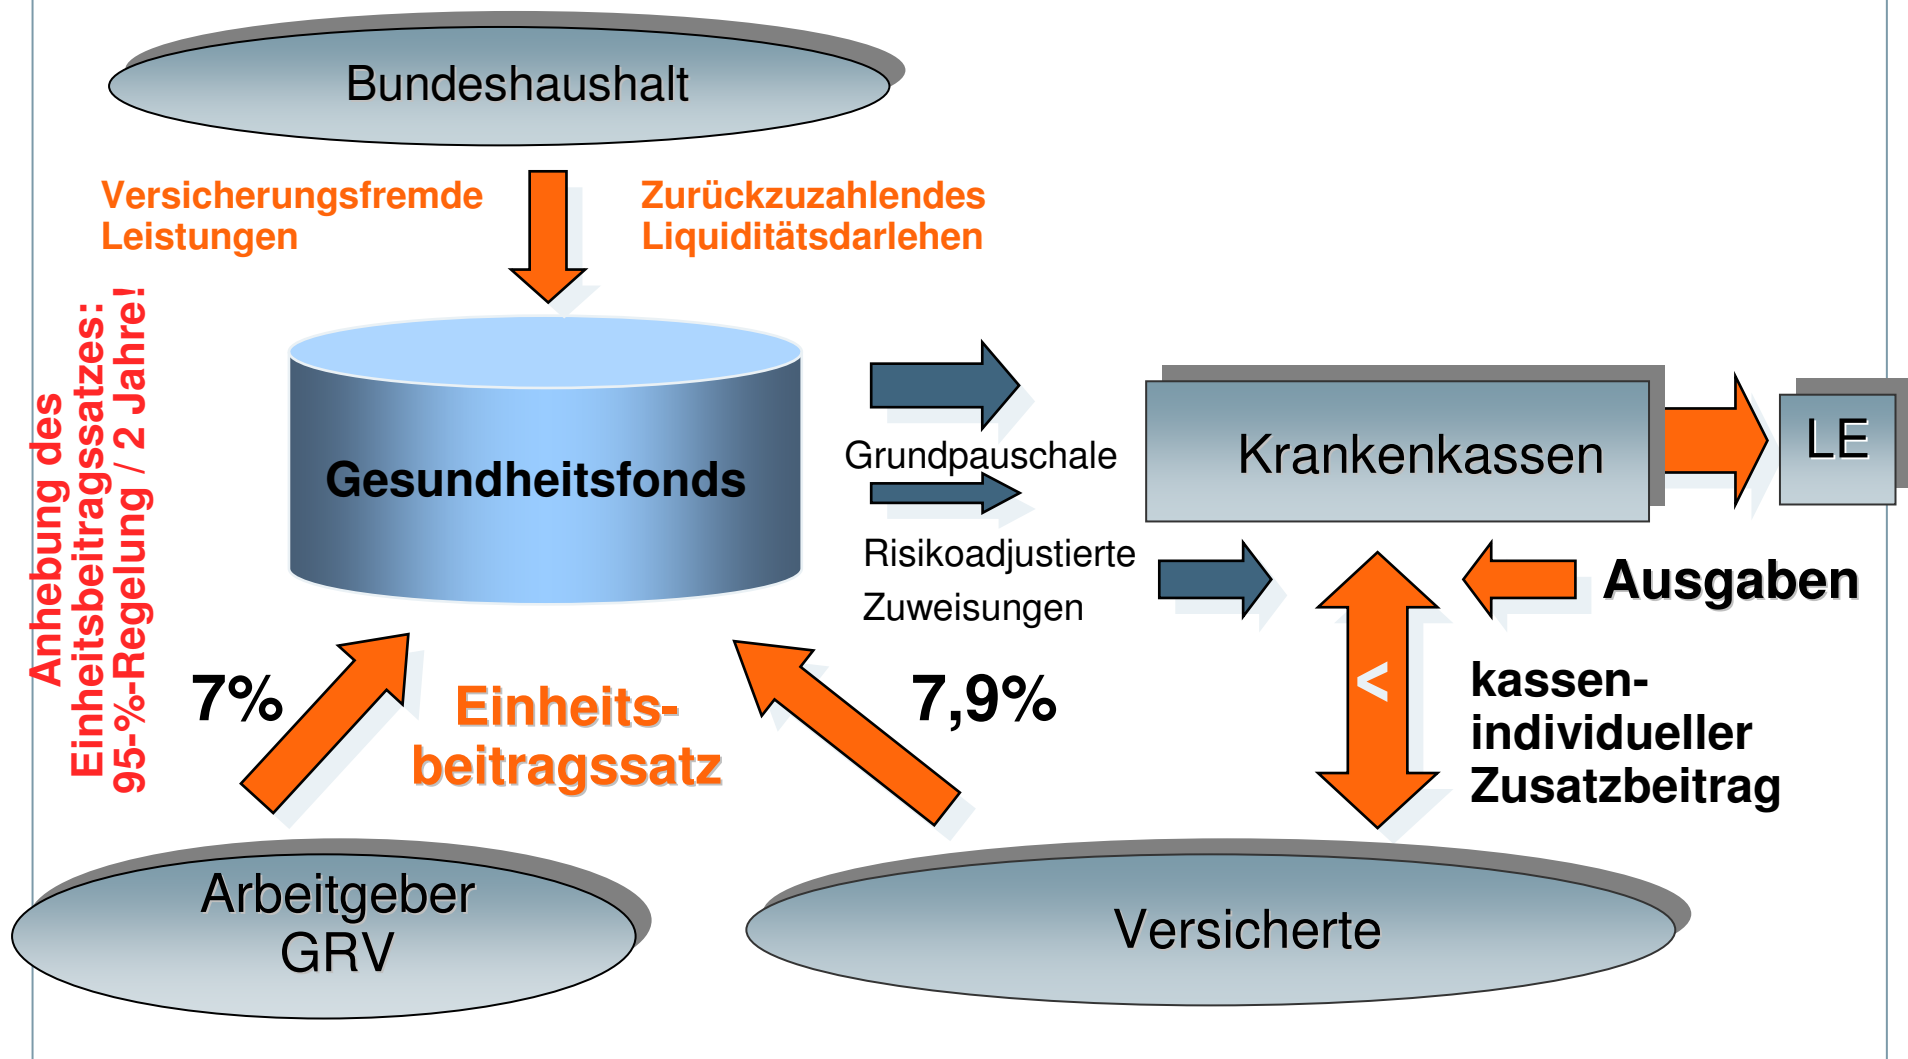 Bundeshaushalt
Versicherungsfremde
Leistungen
Zurückzuzahlendes
Liquiditätsdarlehen
Anhebung des
Einheitsbeitragssatzes:
95-%-Regelung / 2 Jahre!
Gesundheitsfonds
Grundpauschale
Risikoadjustierte
Zuweisungen
Krankenkassen
LE
Ausgaben
<
kassen-
individueller
Zusatzbeitrag
7%
Einheits-
beitragssatz
7,9%
Arbeitgeber
GRV
Versicherte